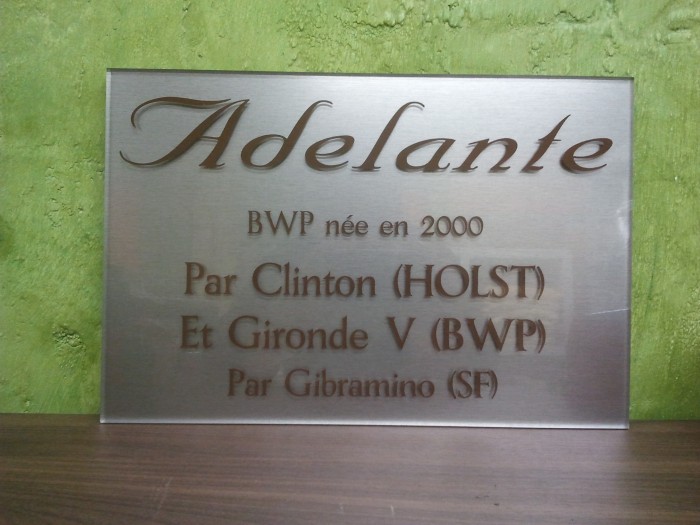 Adelante
BWP née en 2000
Par Clinton (HOLST)
Et Gironde V (BWP)
Par Gibramino (SF)